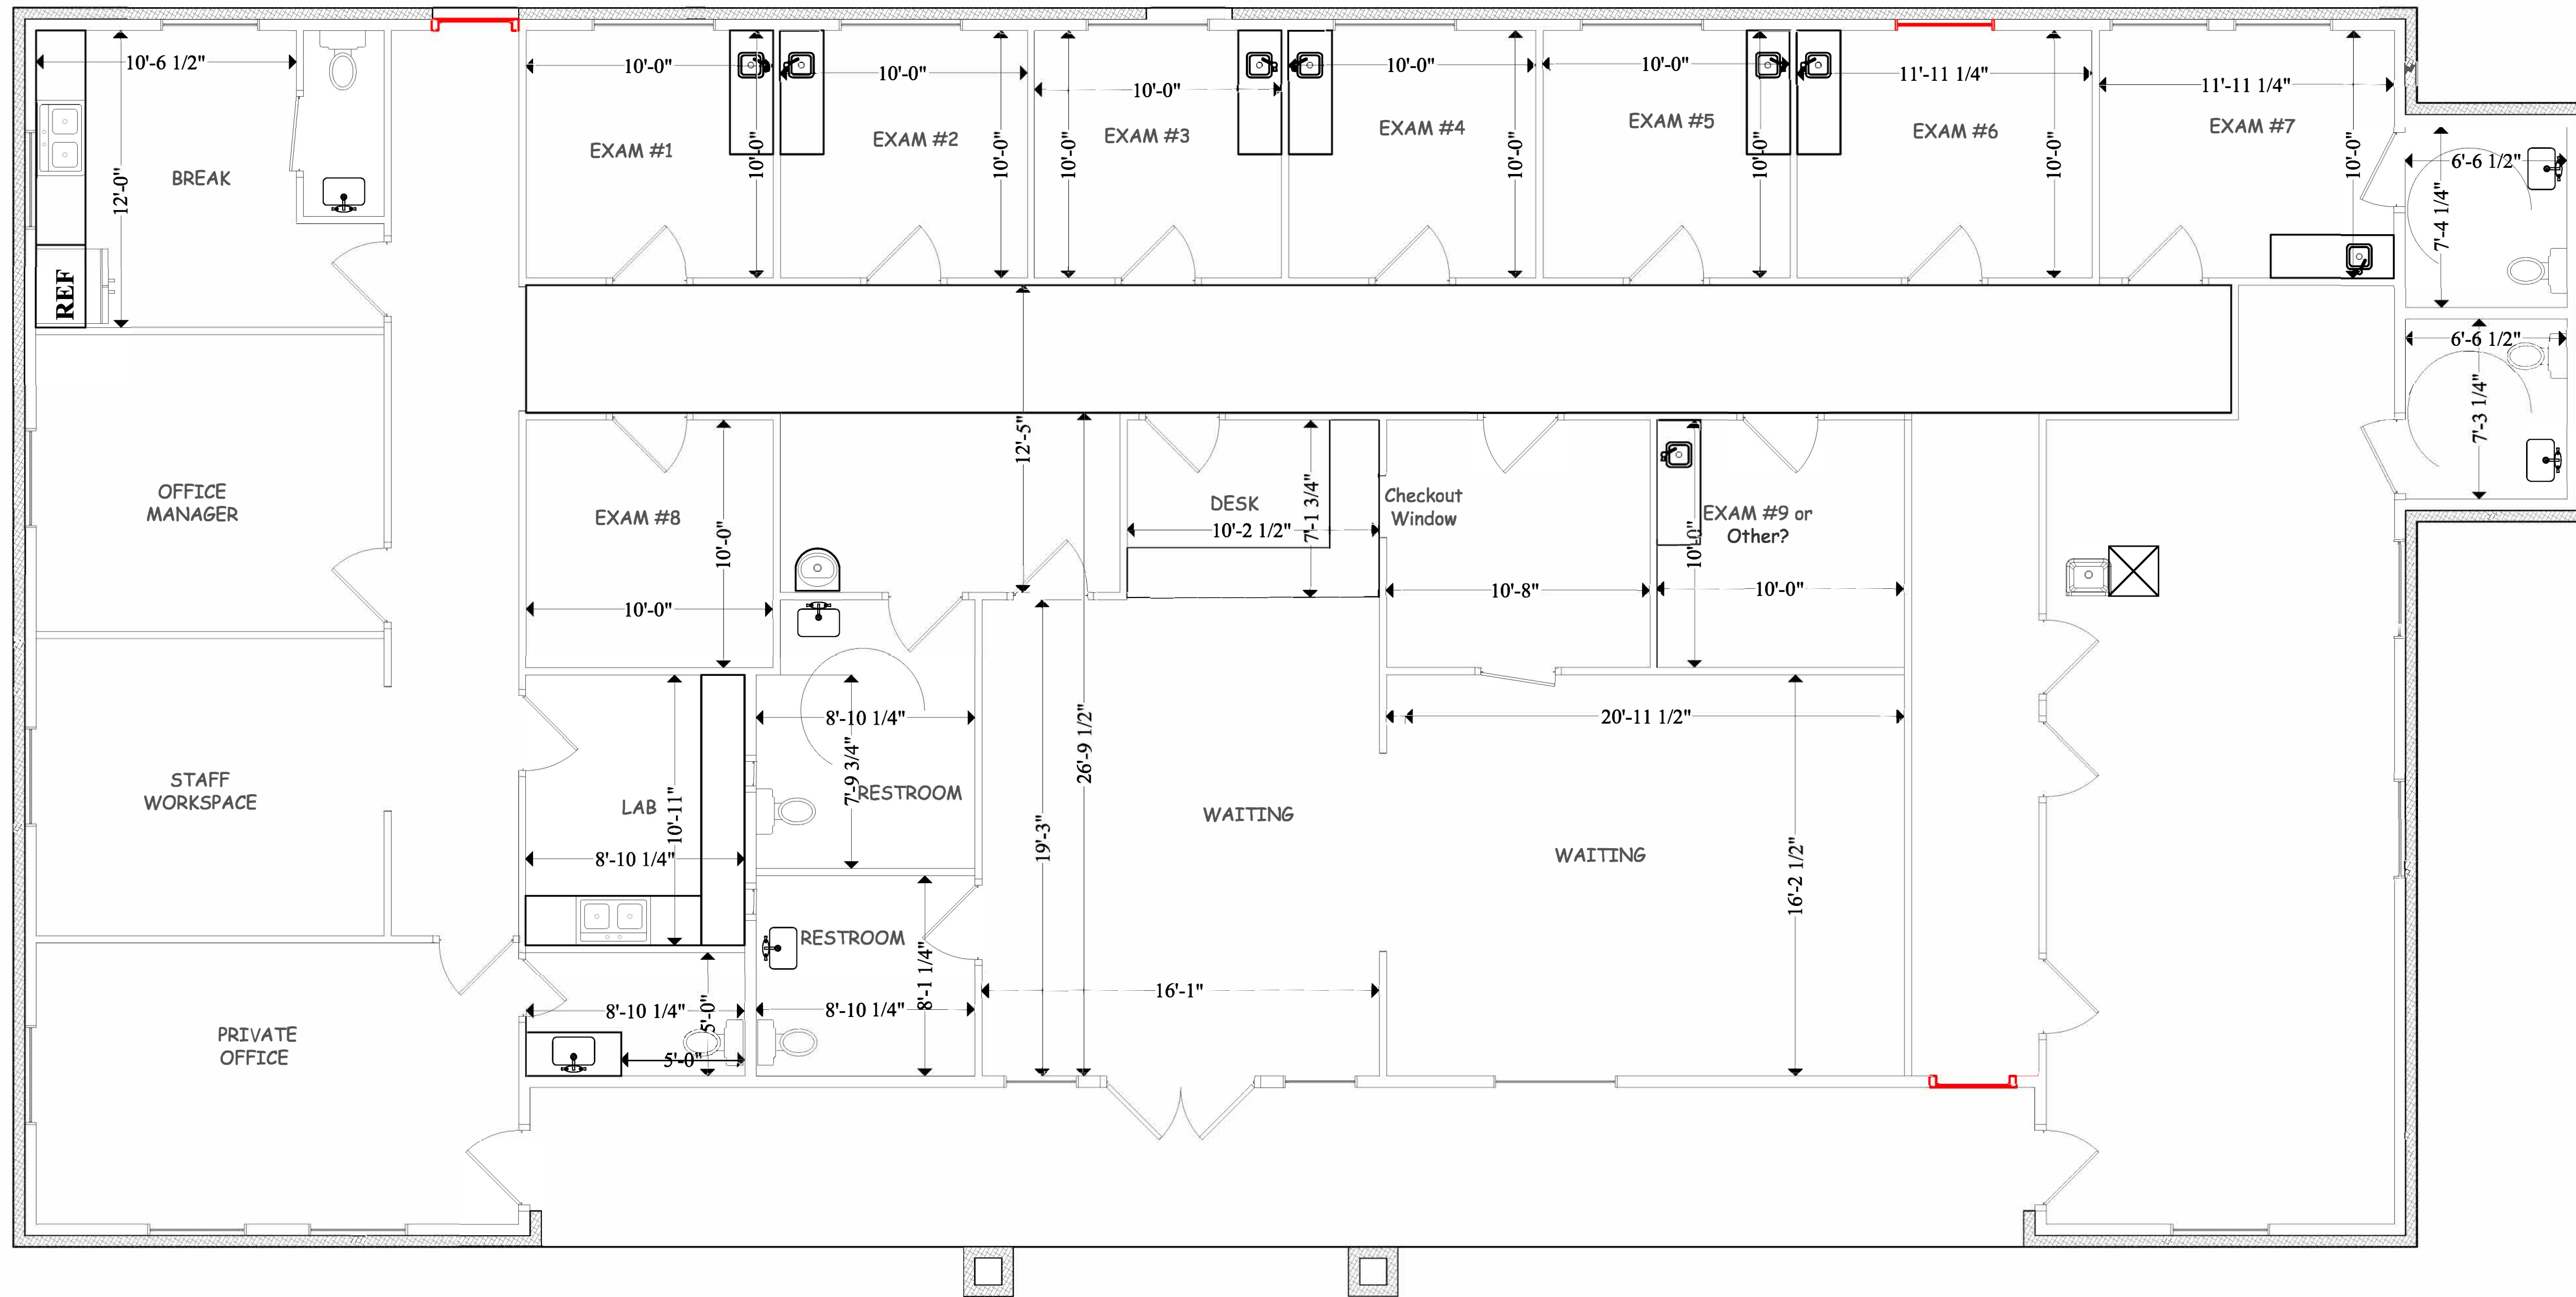 10'-6 1/2"
BREAK
12'-0"
REF
10'-0"
10'-0"
EXAM #1
10'-0"
10'-0"
EXAM #2
10'-0"
10'-0"
EXAM #3
10'-0"
10'-0"
EXAM #4
10'-0"
10'-0"
EXAM #5
11'-11 1/4"
10'-0"
EXAM #6
11'-11 1/4"
10'-0"
EXAM #7
6'-6 1/2"
7'-4 1/4"
6'-6 1/2"
7'-3 1/4"
OFFICE
MANAGER
EXAM #8
10'-0"
10'-0"
12'-5"
DESK
10'-2 1/2"
7'-1 3/4"
Checkout
Window
10'-8"
EXAM #9 or
Other?
10'-0"
10'-0"
STAFF
WORKSPACE
LAB
10'-11"
8'-10 1/4"
8'-10 1/4"
7'-9 3/4"
RESTROOM
26'-9 1/2"
19'-3"
WAITING
20'-11 1/2"
WAITING
16'-2 1/2"
RESTROOM
8'-1 1/4"
8'-10 1/4"
16'-1"
PRIVATE
OFFICE
8'-10 1/4"
5'-0"
5'-0"